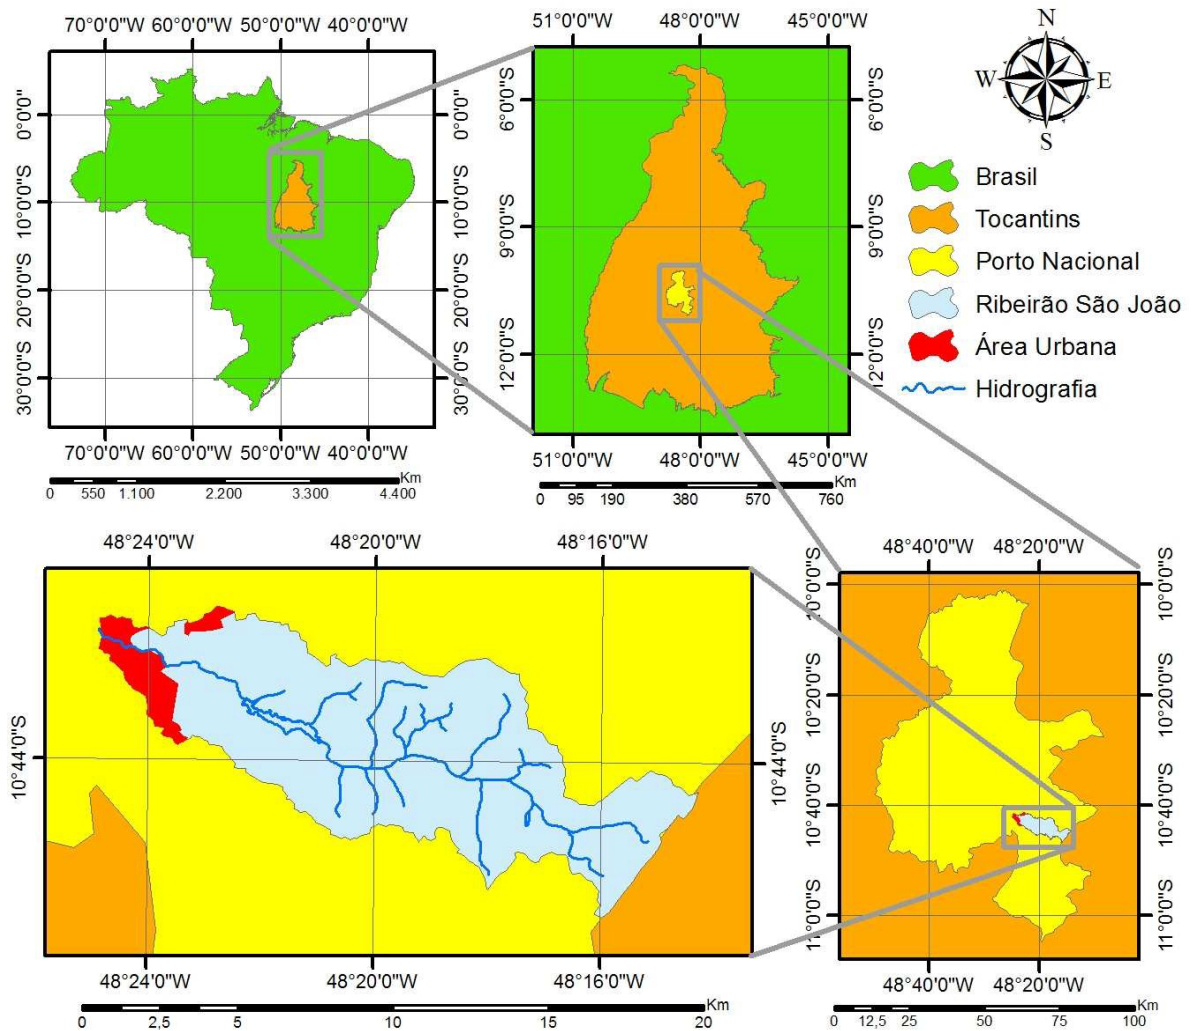 70°0'0"W 60°0'0"W 50°0'0"W 40°0'0"W
0°0'0"
10°0'0"S
20°0'0"S
30°0'0"S
0°0'0"
10°0'0"S
20°0'0"S
30°0'0"S
70°0'0"W 60°0'0"W 50°0'0"W 40°0'0"W
Km
0 550 1.100 2.200 3.300 4.400
51°0'0"W 48°0'0"W 45°0'0"W
6°0'0"S
9°0'0"S
12°0'0"S
6°0'0"S
9°0'0"S
12°0'0"S
51°0'0"W 48°0'0"W 45°0'0"W
Km
0 95 190 380 570 760
N
W E
S
Brasil
Tocantins
Porto Nacional
Ribeirão São João
Área Urbana
Hidrografia
48°24'0"W 48°20'0"W 48°16'0"W
10°44'0"S
10°44'0"S
48°24'0"W 48°20'0"W 48°16'0"W
Km
0 2,5 5 10 15 20
48°40'0"W 48°20'0"W
10°0'0"S
10°20'0"S
10°40'0"S
11°0'0"S
10°0'0"S
10°20'0"S
10°40'0"S
11°0'0"S
48°40'0"W 48°20'0"W
Km
0 12,5 25 50 75 100